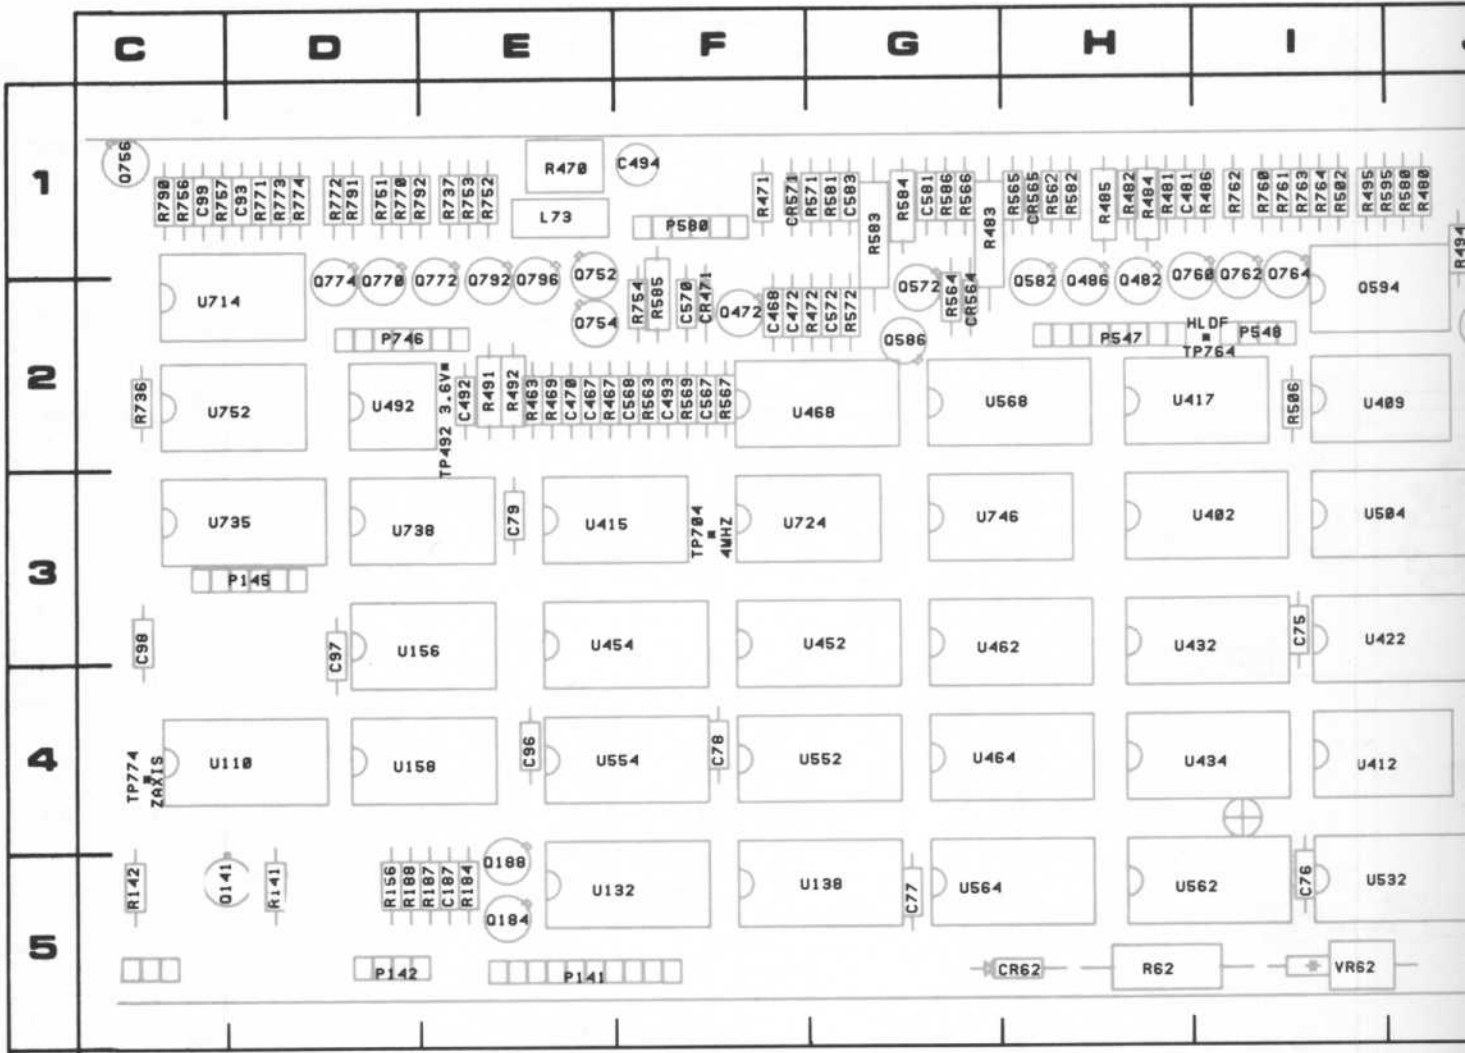 C D E F G H I
1
Q756 R790 R756 C99 R757 C93 R771 R773 R774 R772 R791 R751 R770 R792 R797 R753 R752 R470 C494 R471 CR571 R571 R581 C583 R584 C581 R586 R566 R565 CR565 R562 R582 R485 R482 R484 R481 C481 R486 R762 R760 R761 R763 R764 R502 R495 R595 R580 R480
L73 P580 R583 R483 R494
Q774 Q770 Q772 Q792 Q796 Q752 R754 R585 C570 CR471 Q572 R564 CR564 Q582 Q486 Q482 Q760 Q762 Q764 Q594
U714 Q754 Q472 C468 C472 R472 C572 R572
P746 Q586 P547 HLDF P548
TP764
2
R736 U752 U492 TP492 3.6V C492 R491 R492 R463 R469 C470 C467 R467 C568 R563 C493 R569 C567 R567 U468 U568 U417 R506 U409
3
U735 U738 C79 U415 TP704 4MHZ U724 U746 U402 U504
P145
C98 C97 U156 U454 U452 U462 U432 C75 U422
4
TP774 ZAXIS U110 U158 C96 U554 C78 U552 U464 U434 U412
5
R142 Q141 R141 R156 R188 R187 C187 R184 Q188 U132 U138 C77 U564 U562 C76 U532
Q184
P142 P141 CR62 R62 VR62